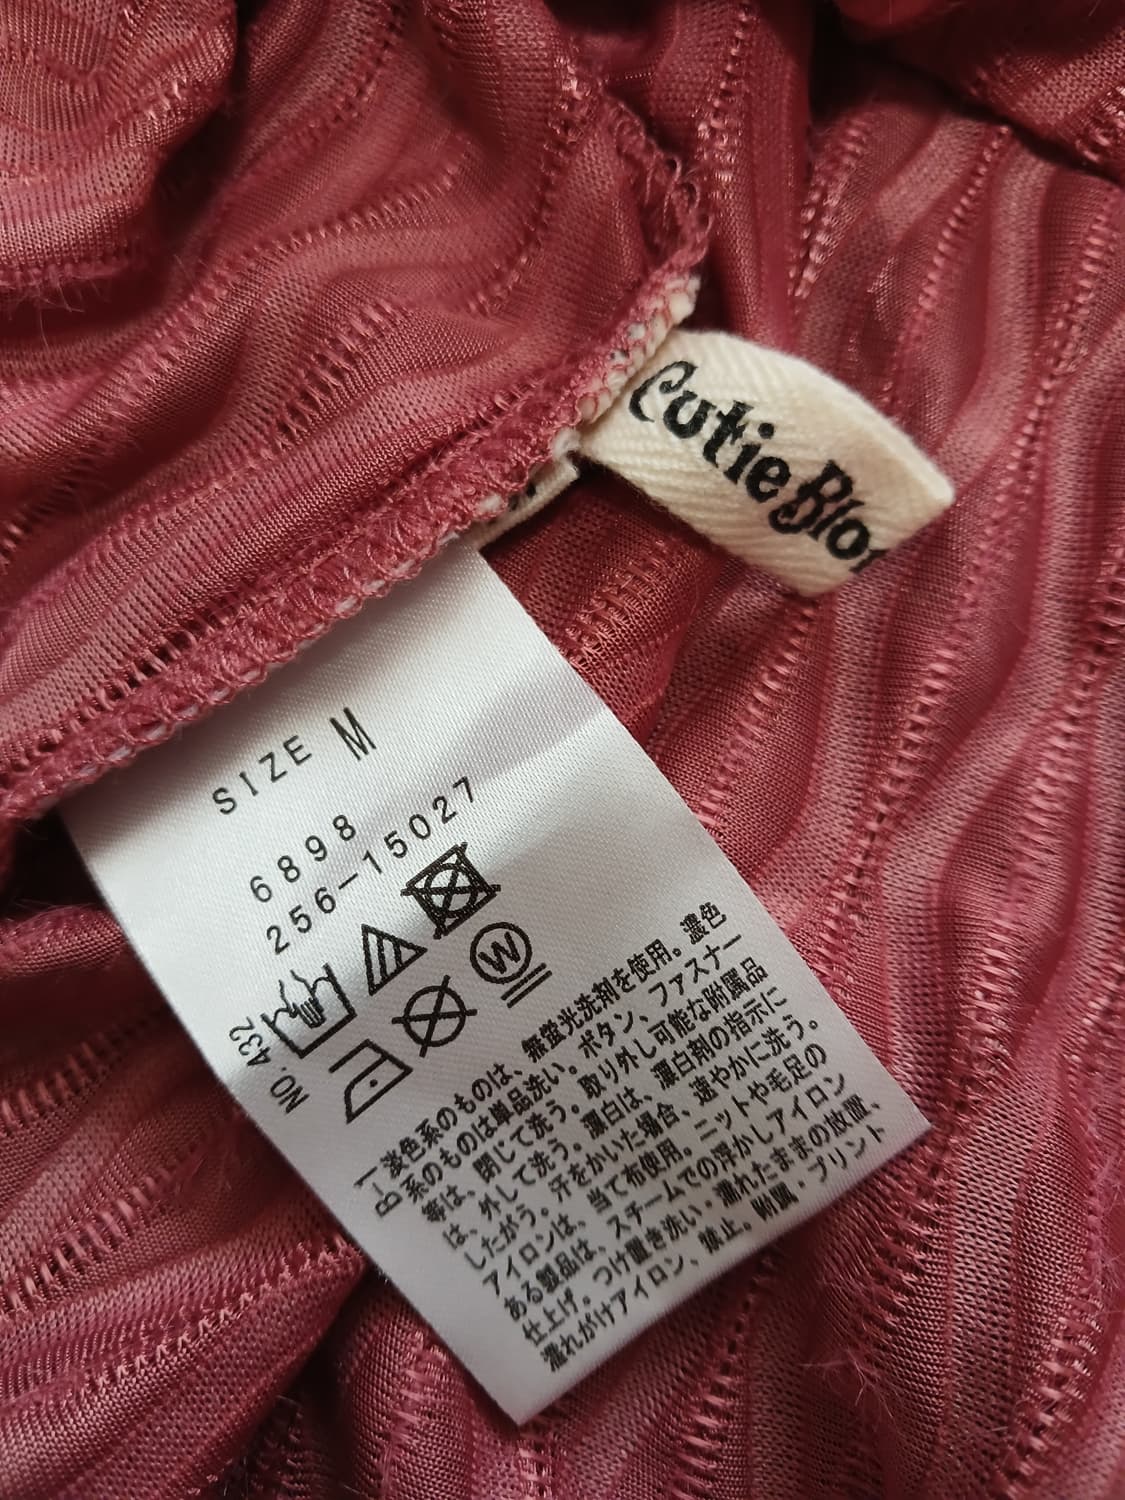 CutieBlo
SIZE M
6898
256-15027
W
NO. 432
淡色系のものは、無蛍光洗剤を使用。濃色
系のものは単品洗い。ボタン、ファスナー
等は、閉じて洗う。取り外し可能な附属品
は、外して洗う。漂白は、漂白剤の指示に
したがう。汗をかいた場合、速やかに洗う。
アイロンは、当て布使用。ニットや毛足の
ある製品は、スチームでの浮かしアイロン
仕上げ。つけ置き洗い・濡れたままの放置、
濡れがけアイロン、禁止。附属・プリント